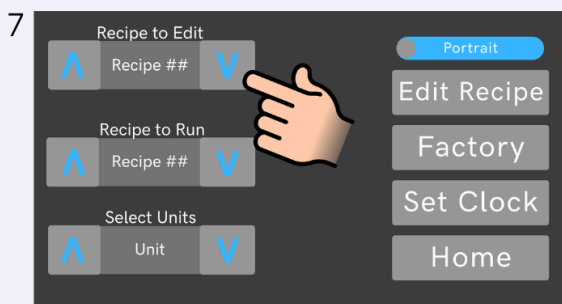 7
Recipe to Edit
Recipe ##
Recipe to Run
Recipe ##
Select Units
Unit
Portrait
Edit Recipe
Factory
Set Clock
Home